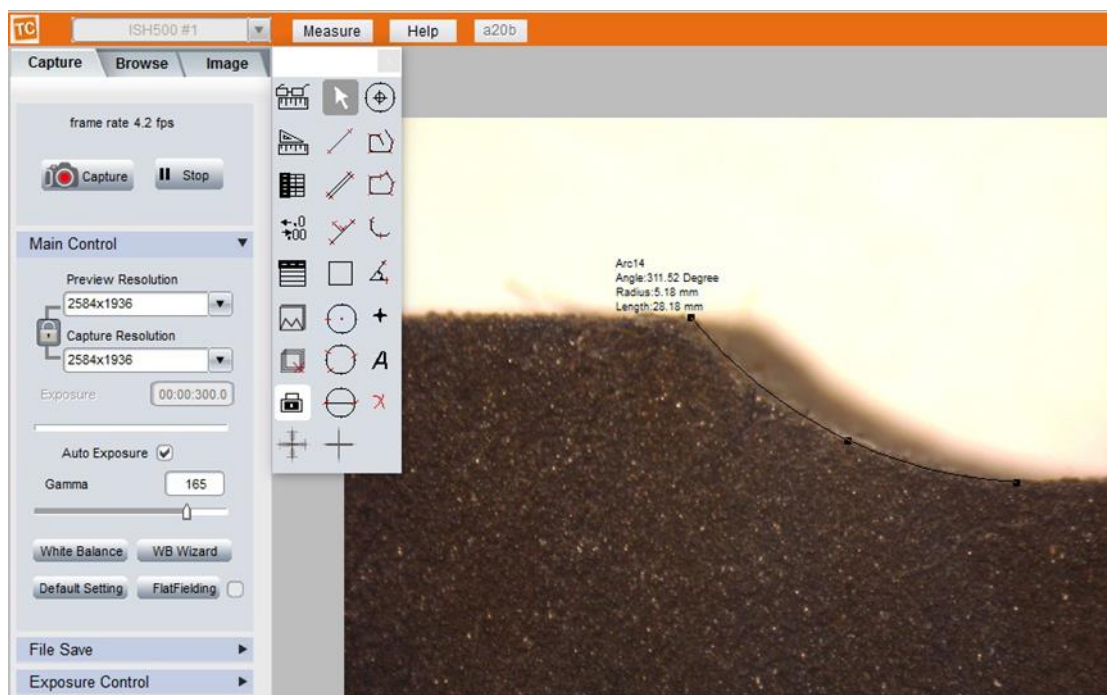 TC
ISH500 #1
Measure
Help
a20b
Capture
Browse
Image
frame rate 4.2 fps
Capture
Stop
Main Control
Preview Resolution
2584x1936
Capture Resolution
2584x1936
Exposure
00:00:300.0
Auto Exposure
Gamma
165
White Balance
WB Wizard
Default Setting
FlatFielding
File Save
Exposure Control
.0
.00
A
Arc14
Angle:311.52 Degree
Radius:5.18 mm
Length:28.18 mm